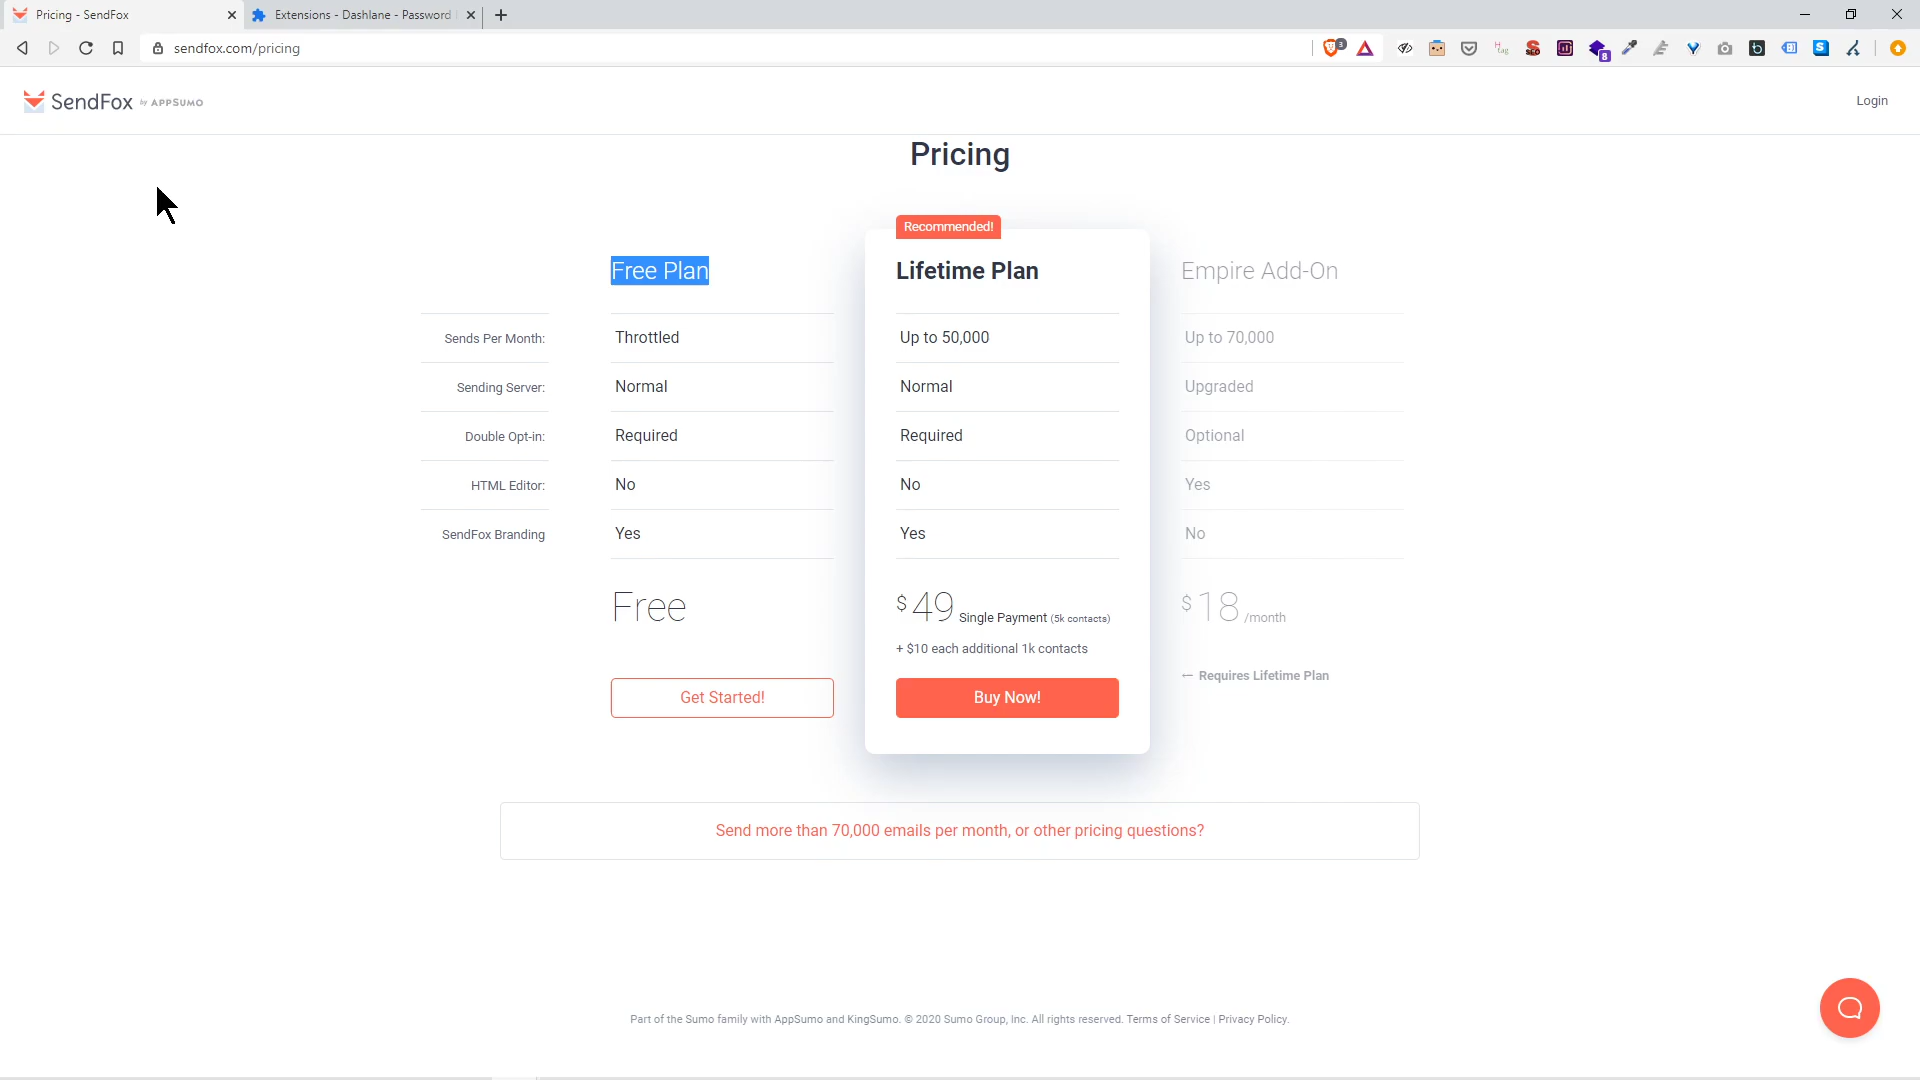 Pricing - SendFox
Extensions - Dashlane - Password
sendfox.com/pricing
3
8
SendFox by APPSUMO
Login
Pricing
Recommended!
Free Plan
Lifetime Plan
Empire Add-On
Sends Per Month:
Throttled
Up to 50,000
Up to 70,000
Sending Server:
Normal
Normal
Upgraded
Double Opt-in:
Required
Required
Optional
HTML Editor:
No
No
Yes
SendFox Branding
Yes
Yes
No
Free
$49 Single Payment (5k contacts)
$18 /month
+ $10 each additional 1k contacts
← Requires Lifetime Plan
Get Started!
Buy Now!
Send more than 70,000 emails per month, or other pricing questions?
Part of the Sumo family with AppSumo and KingSumo. © 2020 Sumo Group, Inc. All rights reserved. Terms of Service | Privacy Policy.